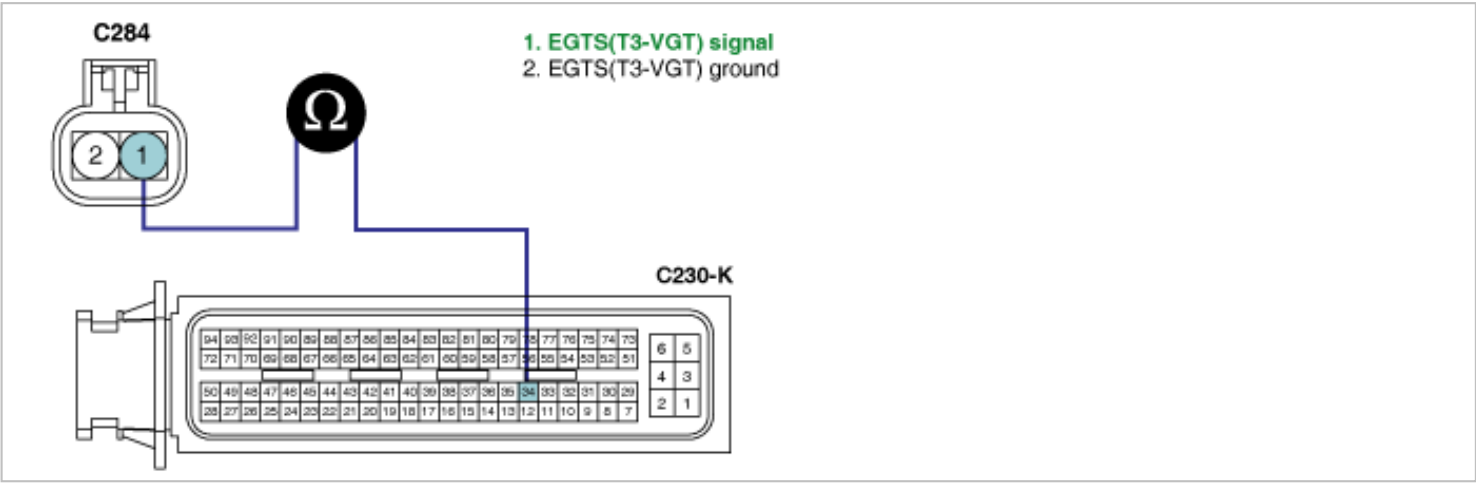 C284
1. EGTS(T3-VGT) signal
2. EGTS(T3-VGT) ground
Ω
2 1
C230-K
94 93 92 91 90 89 88 87 86 85 84 83 82 81 80 79 78 77 76 75 74 73
72 71 70 69 68 67 66 65 64 63 62 61 60 59 58 57 56 55 54 53 52 51
6 5
4 3
50 49 48 47 46 45 44 43 42 41 40 39 38 37 36 35 34 33 32 31 30 29
28 27 26 25 24 23 22 21 20 19 18 17 16 15 14 13 12 11 10 9 8 7
2 1